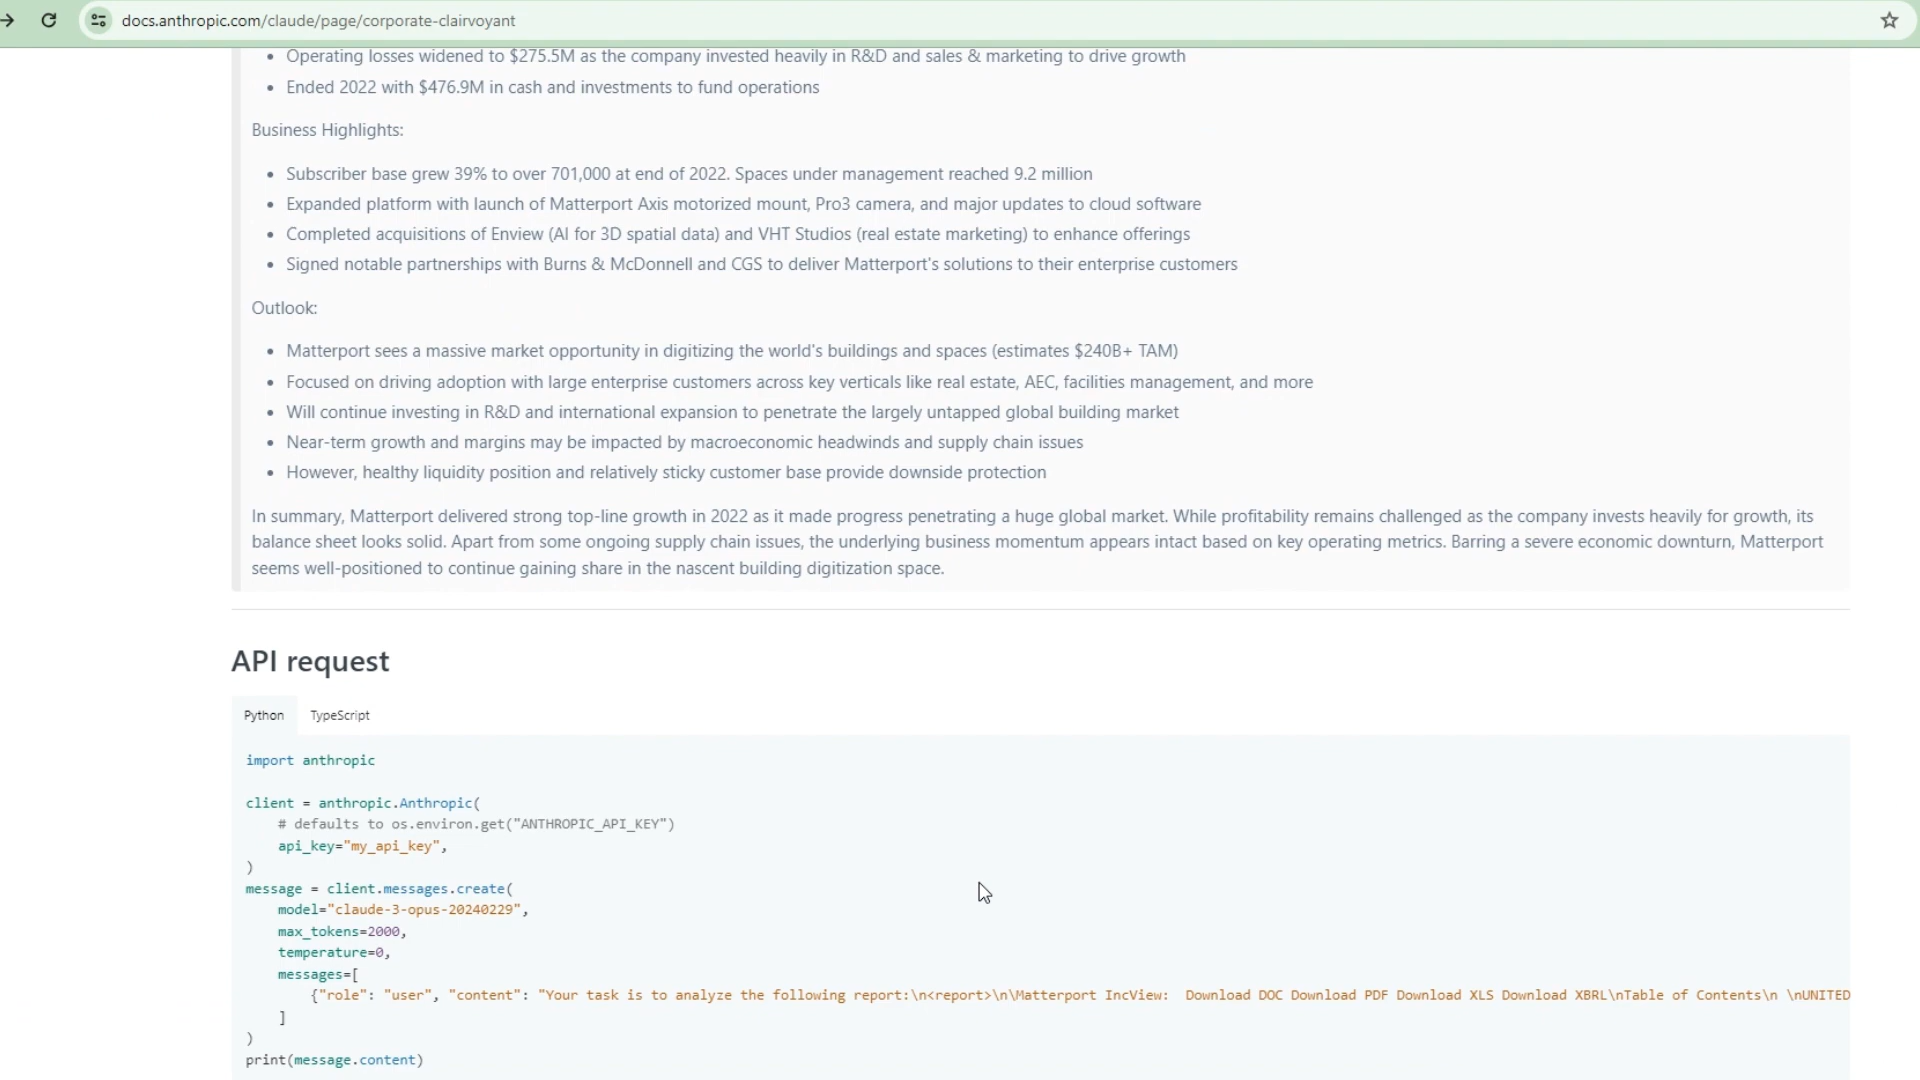 docs.anthropic.com/claude/page/corporate-clairvoyant
Operating losses widened to $275.5M as the company invested heavily in R&D and sales & marketing to drive growth
Ended 2022 with $476.9M in cash and investments to fund operations
Business Highlights:
Subscriber base grew 39% to over 701,000 at end of 2022. Spaces under management reached 9.2 million
Expanded platform with launch of Matterport Axis motorized mount, Pro3 camera, and major updates to cloud software
Completed acquisitions of Enview (AI for 3D spatial data) and VHT Studios (real estate marketing) to enhance offerings
Signed notable partnerships with Burns & McDonnell and CGS to deliver Matterport's solutions to their enterprise customers
Outlook:
Matterport sees a massive market opportunity in digitizing the world's buildings and spaces (estimates $240B+ TAM)
Focused on driving adoption with large enterprise customers across key verticals like real estate, AEC, facilities management, and more
Will continue investing in R&D and international expansion to penetrate the largely untapped global building market
Near-term growth and margins may be impacted by macroeconomic headwinds and supply chain issues
However, healthy liquidity position and relatively sticky customer base provide downside protection
In summary, Matterport delivered strong top-line growth in 2022 as it made progress penetrating a huge global market. While profitability remains challenged as the company invests heavily for growth, its
balance sheet looks solid. Apart from some ongoing supply chain issues, the underlying business momentum appears intact based on key operating metrics. Barring a severe economic downturn, Matterport
seems well-positioned to continue gaining share in the nascent building digitization space.
API request
Python TypeScript
import anthropic
client = anthropic.Anthropic(
# defaults to os.environ.get("ANTHROPIC_API_KEY")
api_key="my_api_key",
)
message = client.messages.create(
model="claude-3-opus-20240229",
max_tokens=2000,
temperature=0,
messages=[
{"role": "user", "content": "Your task is to analyze the following report:\n<report>\n\Matterport IncView:  Download DOC Download PDF Download XLS Download XBRL\nTable of Contents\n \nUNITED
]
)
print(message.content)